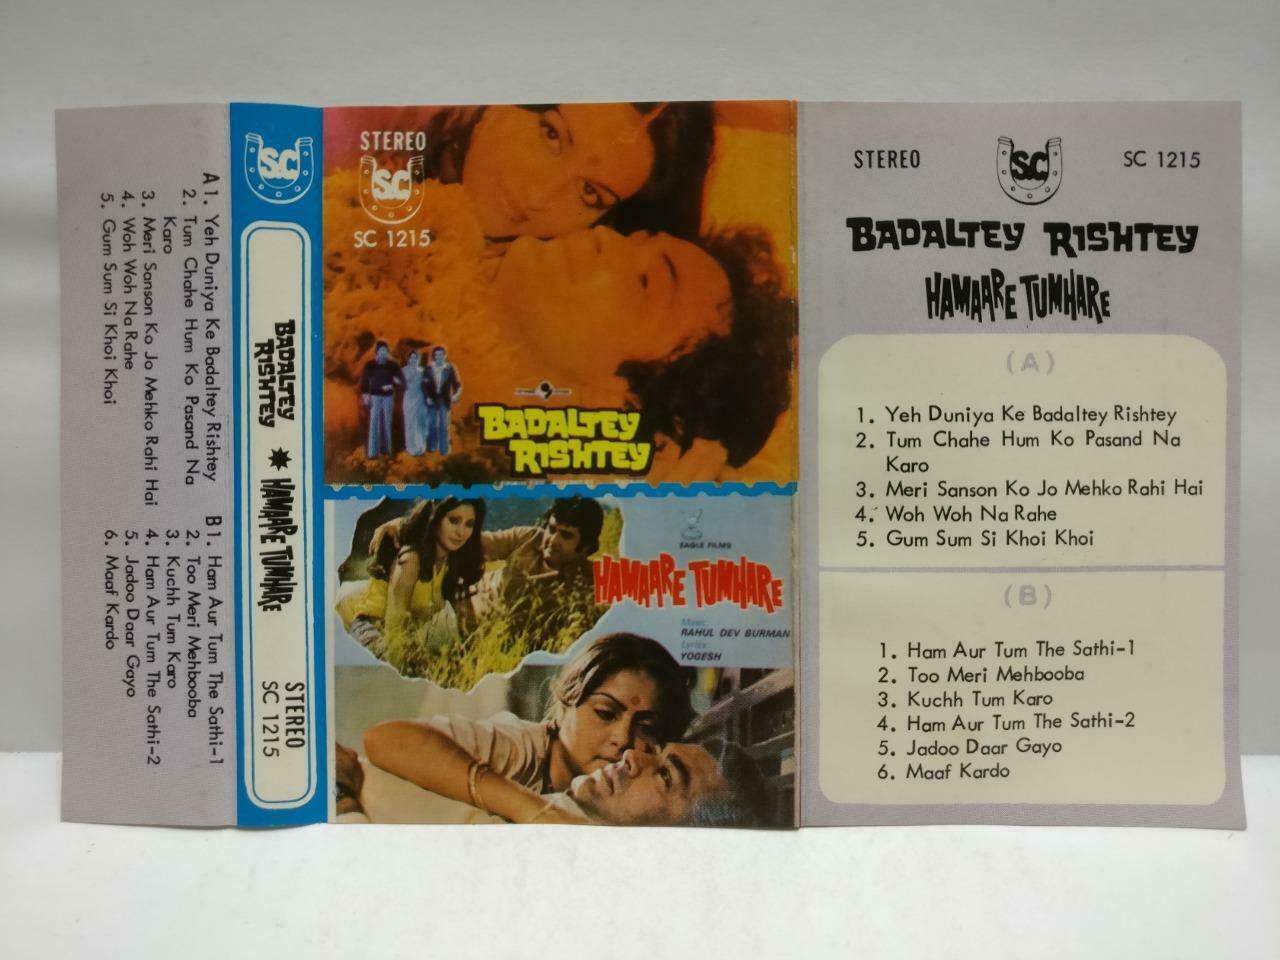 A1. Yeh Duniya Ke Badaltey Rishtey
2. Tum Chahe Hum Ko Pasand Na
Karo
3. Meri Sanson Ko Jo Mehko Rahi Hai
4. Woh Woh Na Rahe
5. Gum Sum Si Khoi Khoi
B1. Ham Aur Tum The Sathi-1
2. Too Meri Mehbooba
3. Kuchh Tum Karo
4. Ham Aur Tum The Sathi-2
5. Jadoo Daar Gayo
6. Maaf Kardo
S.C
BADALTEY
RISHTEY
HAMAARE TUMHARE
STEREO
SC 1215
STEREO
S.C
SC 1215
BADALTEY
RISHTEY
EAGLE FILMS
HAMAARE TUMHARE
Music:
RAHUL DEV BURMAN
Lyrics:
YOGESH
STEREO
S.C
SC 1215
BADALTEY RISHTEY
HAMAARE TUMHARE
(A)
1. Yeh Duniya Ke Badaltey Rishtey
2. Tum Chahe Hum Ko Pasand Na
Karo
3. Meri Sanson Ko Jo Mehko Rahi Hai
4. Woh Woh Na Rahe
5. Gum Sum Si Khoi Khoi
(B)
1. Ham Aur Tum The Sathi-1
2. Too Meri Mehbooba
3. Kuchh Tum Karo
4. Ham Aur Tum The Sathi-2
5. Jadoo Daar Gayo
6. Maaf Kardo